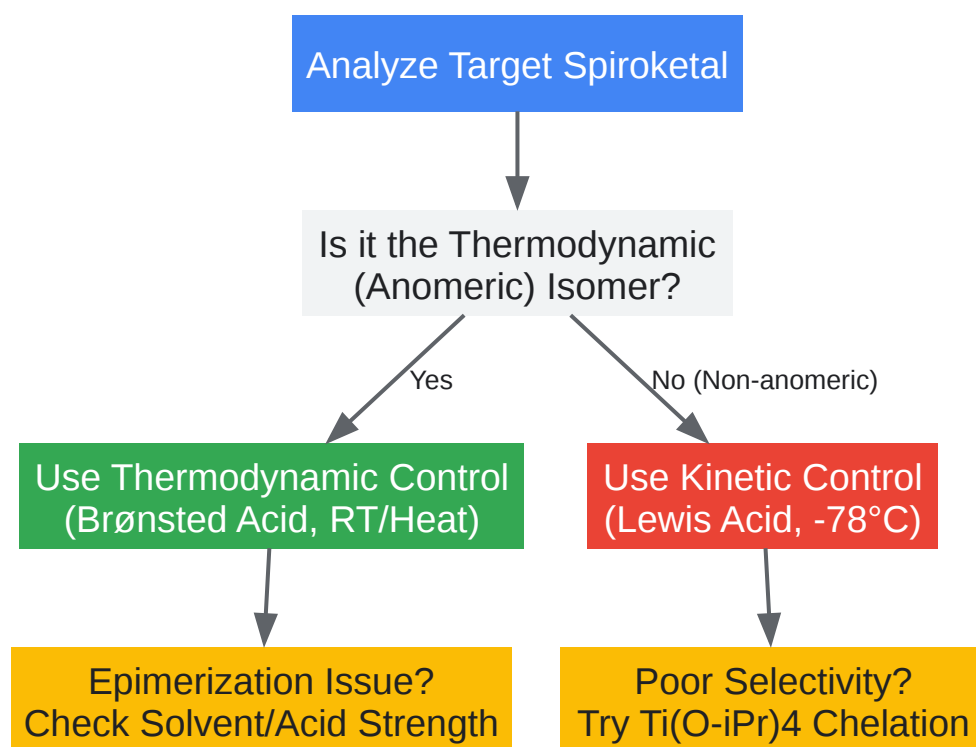 Analyze Target Spiroketal
Is it the Thermodynamic
(Anomeric) Isomer?
Yes
No (Non-anomeric)
Use Thermodynamic Control
(Brønsted Acid, RT/Heat)
Use Kinetic Control
(Lewis Acid, -78°C)
Epimerization Issue?
Check Solvent/Acid Strength
Poor Selectivity?
Try Ti(O-iPr)4 Chelation